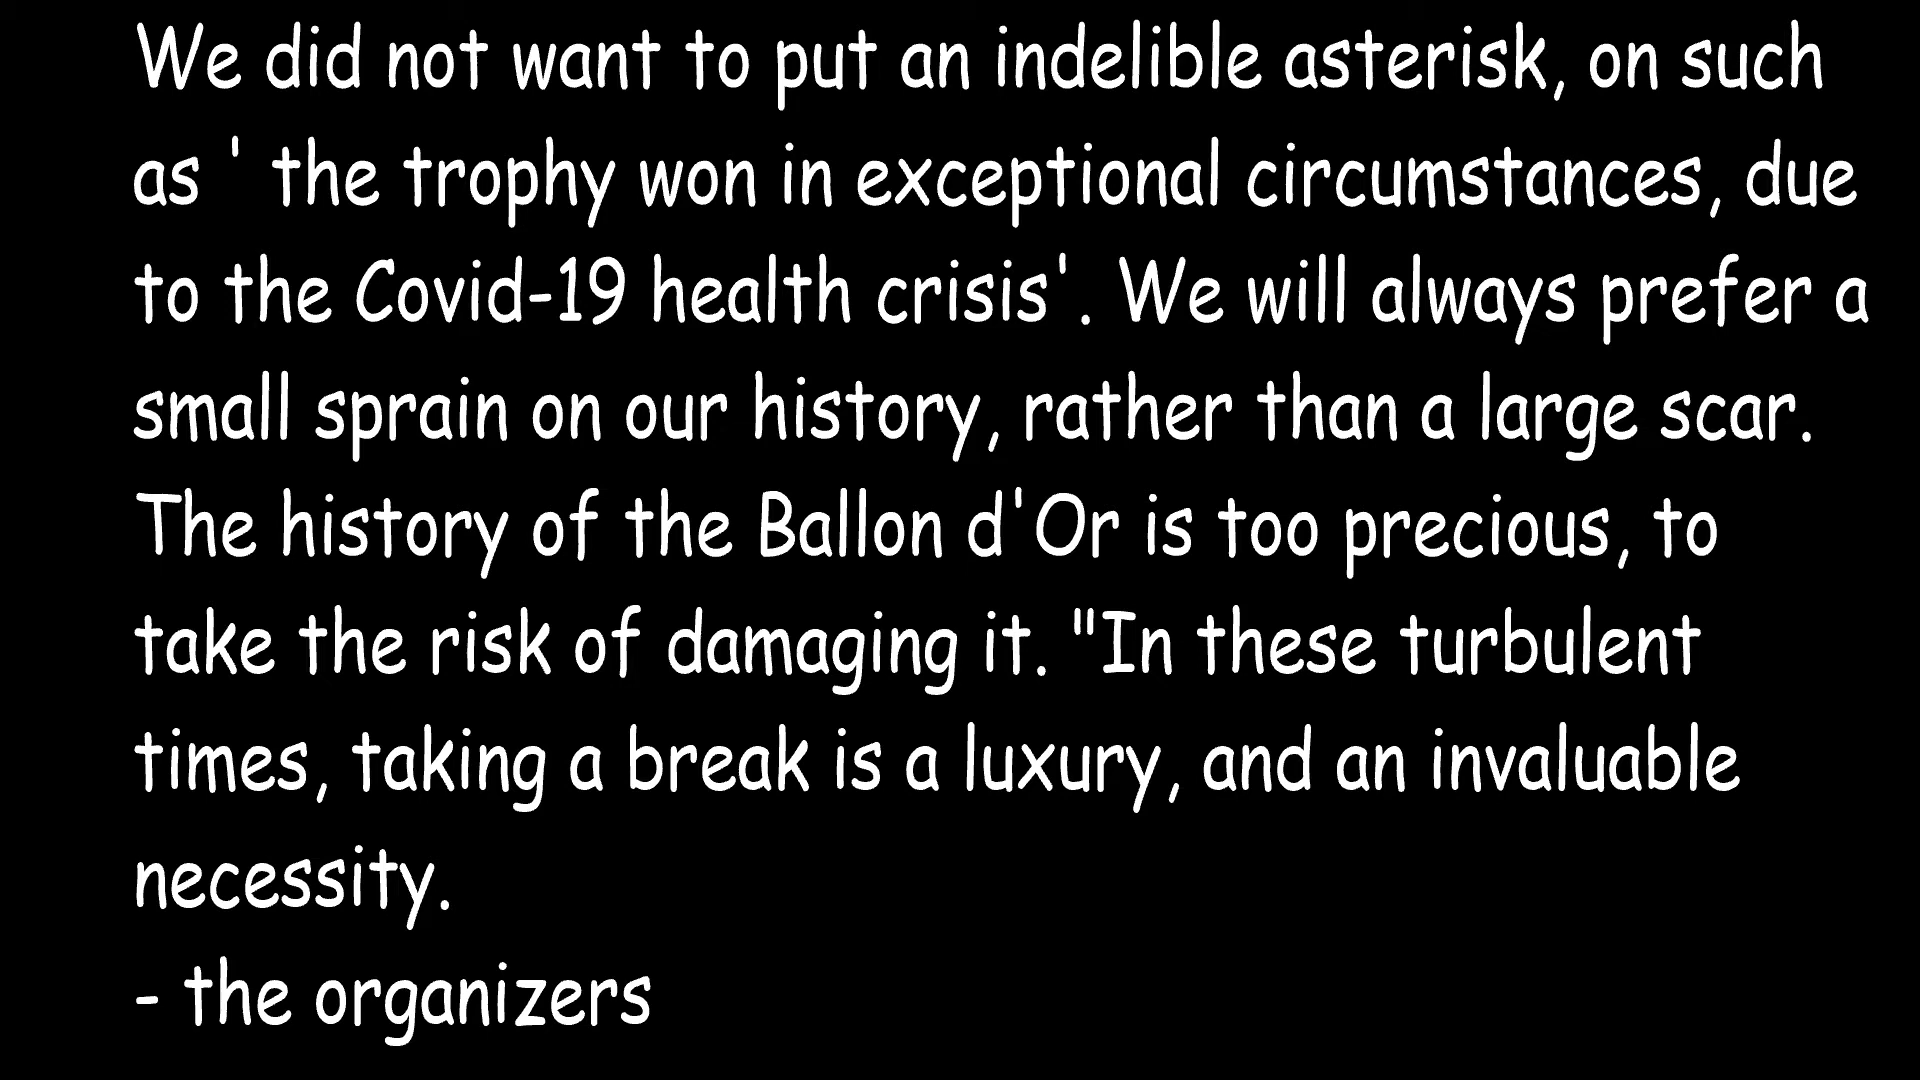 We did not want to put an indelible asterisk, on such
as ' the trophy won in exceptional circumstances, due
to the Covid-19 health crisis'. We will always prefer a
small sprain on our history, rather than a large scar.
The history of the Ballon d'Or is too precious, to
take the risk of damaging it. "In these turbulent
times, taking a break is a luxury, and an invaluable
necessity.
- the organizers